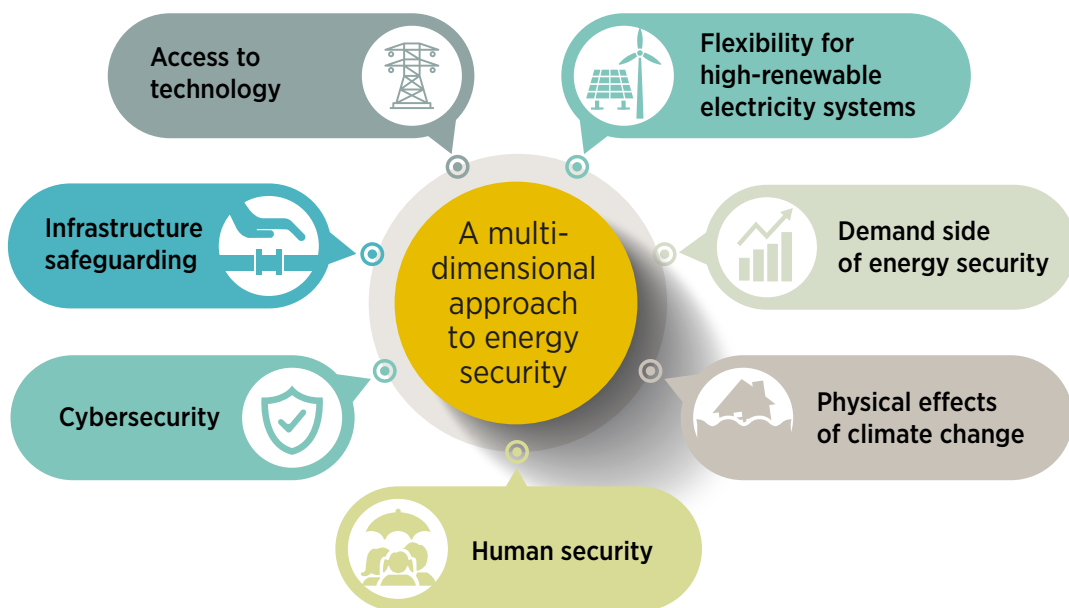 Access to
technology
Flexibility for
high-renewable
electricity systems
Infrastructure
safeguarding
A multi-
dimensional
approach
to energy
security
Demand side
of energy security
Cybersecurity
Physical effects
of climate change
Human security